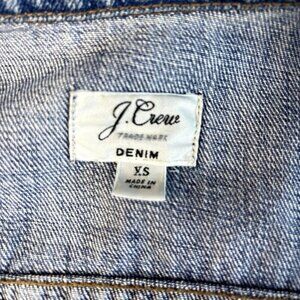 J.Crew
TRADE MARK
DENIM
XS
MADE IN
CHINA